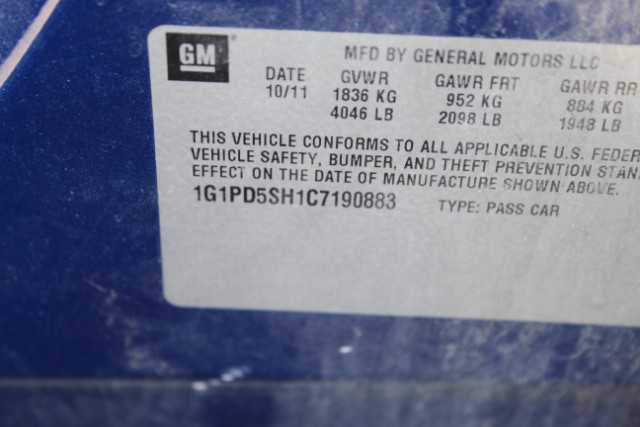 GM
MFD BY GENERAL MOTORS LLC
DATE GVWR GAWR FRT GAWR RR
10/11 1836 KG 952 KG 884 KG
4046 LB 2098 LB 1948 LB
THIS VEHICLE CONFORMS TO ALL APPLICABLE U.S. FEDER
VEHICLE SAFETY, BUMPER, AND THEFT PREVENTION STAN
EFFECT ON THE DATE OF MANUFACTURE SHOWN ABOVE.
1G1PD5SH1C7190883 TYPE: PASS CAR